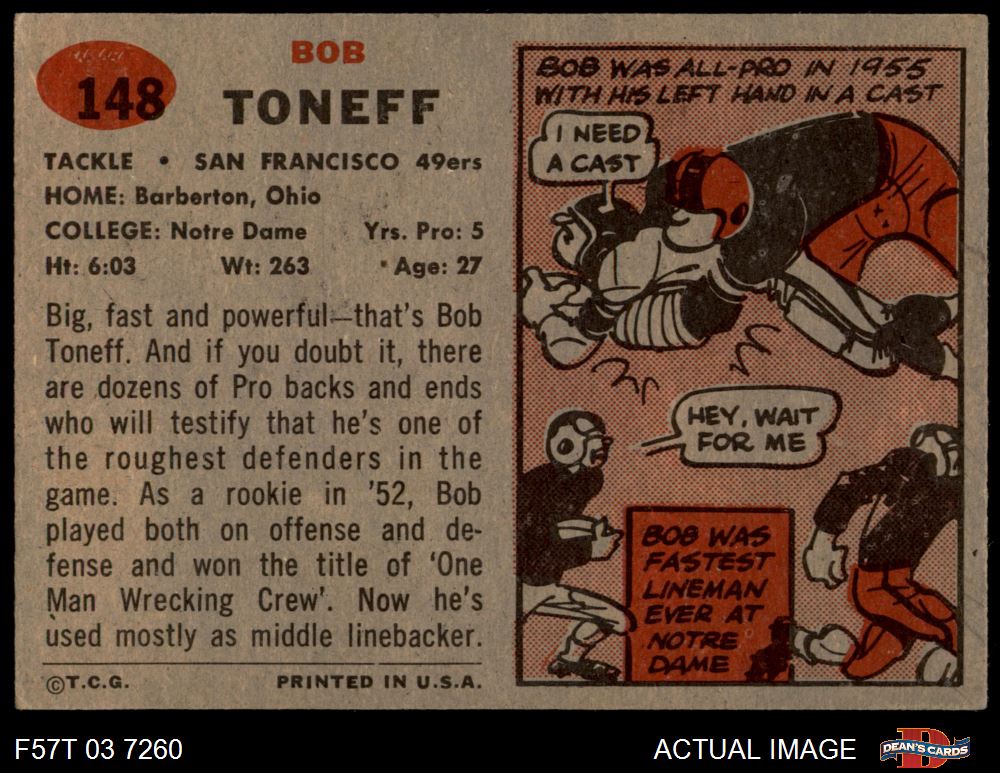 148
BOB
TONEFF
TACKLE • SAN FRANCISCO 49ers
HOME: Barberton, Ohio
COLLEGE: Notre Dame Yrs. Pro: 5
Ht: 6:03 Wt: 263 Age: 27
Big, fast and powerful—that's Bob
Toneff. And if you doubt it, there
are dozens of Pro backs and ends
who will testify that he's one of
the roughest defenders in the
game. As a rookie in '52, Bob
played both on offense and de-
fense and won the title of 'One
Man Wrecking Crew'. Now he's
used mostly as middle linebacker.
©T.C.G. PRINTED IN U.S.A.
BOB WAS ALL-PRO IN 1955
WITH HIS LEFT HAND IN A CAST
I NEED
A CAST
HEY, WAIT
FOR ME
BOB WAS
FASTEST
LINEMAN
EVER AT
NOTRE
DAME
F57T 03 7260
ACTUAL IMAGE
DEAN'S CARDS